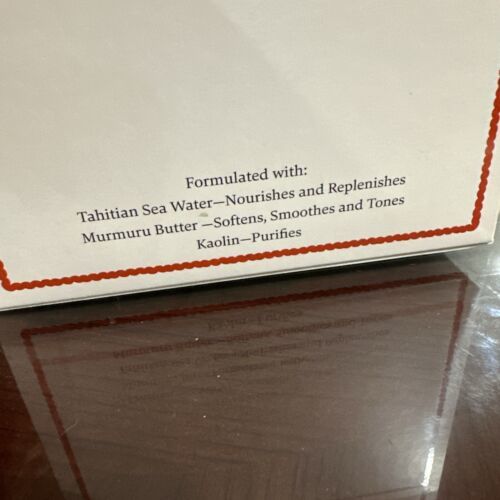 Formulated with:
Tahitian Sea Water—Nourishes and Replenishes
Murmuru Butter —Softens, Smoothes and Tones
Kaolin—Purifies